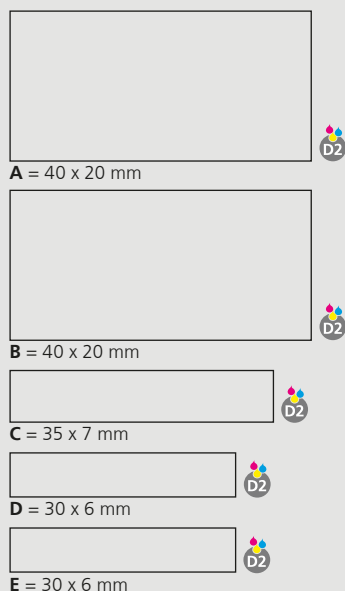 D2
A = 40 x 20 mm
D2
B = 40 x 20 mm
D2
C = 35 x 7 mm
D2
D = 30 x 6 mm
D2
E = 30 x 6 mm